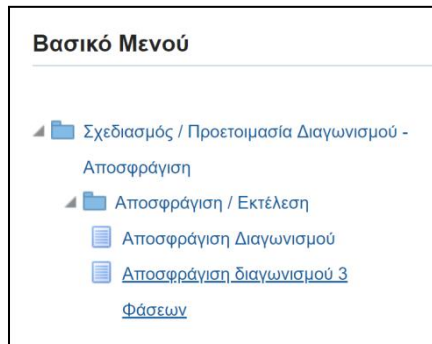 Βασικό Μενού
Σχεδιασμός / Προετοιμασία Διαγωνισμού -
Αποσφράγιση
Αποσφράγιση / Εκτέλεση
Αποσφράγιση Διαγωνισμού
Αποσφράγιση διαγωνισμού 3
Φάσεων